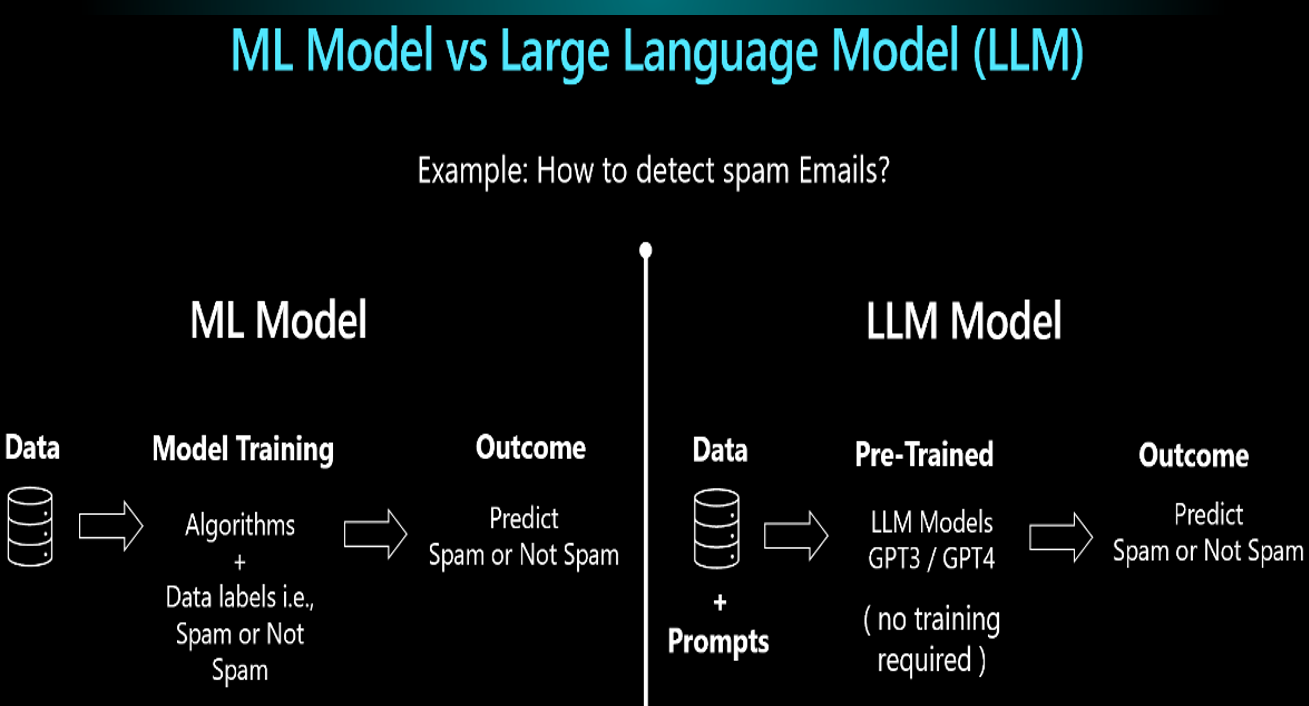 ML Model vs Large Language Model (LLM)
Example: How to detect spam Emails?
ML Model
Data
Model Training
Algorithms
+
Data labels i.e.,
Spam or Not
Spam
Outcome
Predict
Spam or Not Spam
LLM Model
Data
+
Prompts
Pre-Trained
LLM Models
GPT3 / GPT4
( no training
required )
Outcome
Predict
Spam or Not Spam